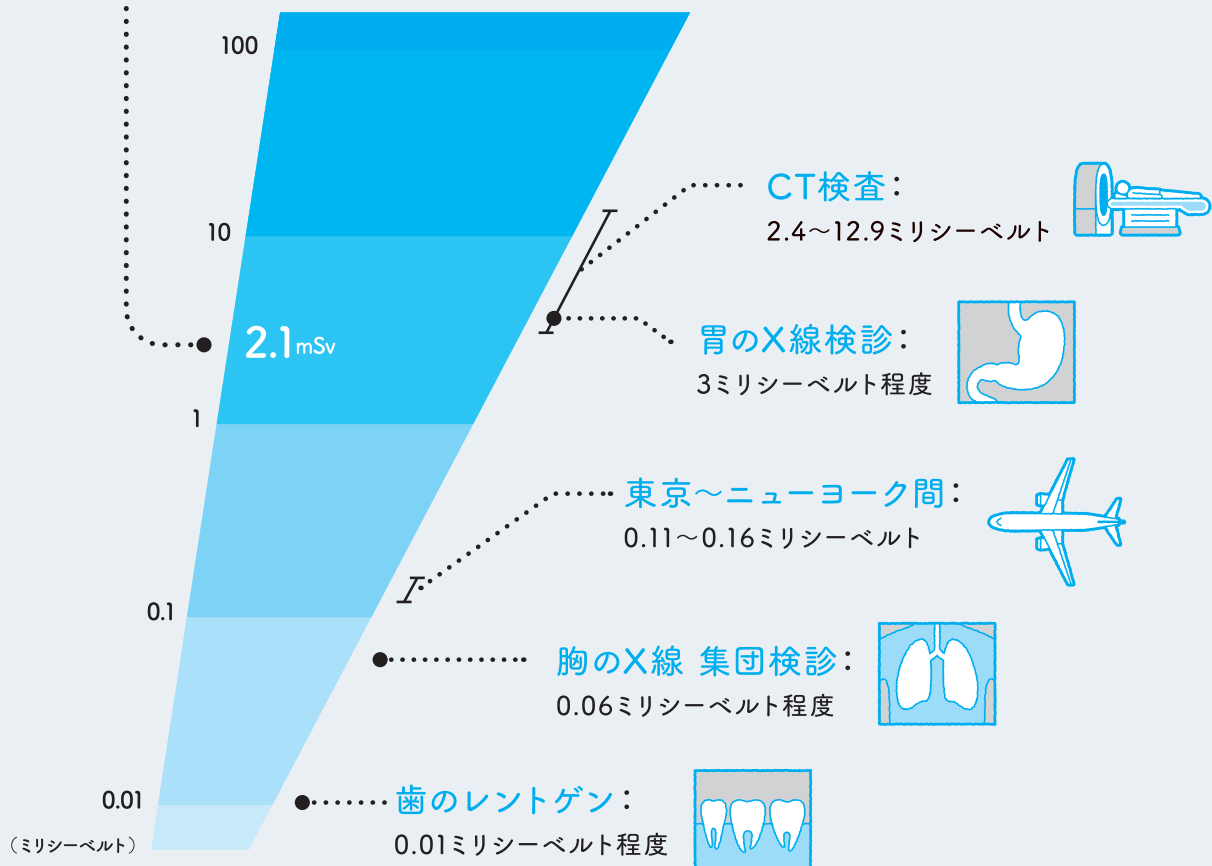 100
10
2.1mSv
1
0.1
0.01
（ミリシーベルト）
CT検査：
2.4〜12.9ミリシーベルト
胃のX線検診：
3ミリシーベルト程度
東京〜ニューヨーク間：
0.11〜0.16ミリシーベルト
胸のX線 集団検診：
0.06ミリシーベルト程度
歯のレントゲン：
0.01ミリシーベルト程度